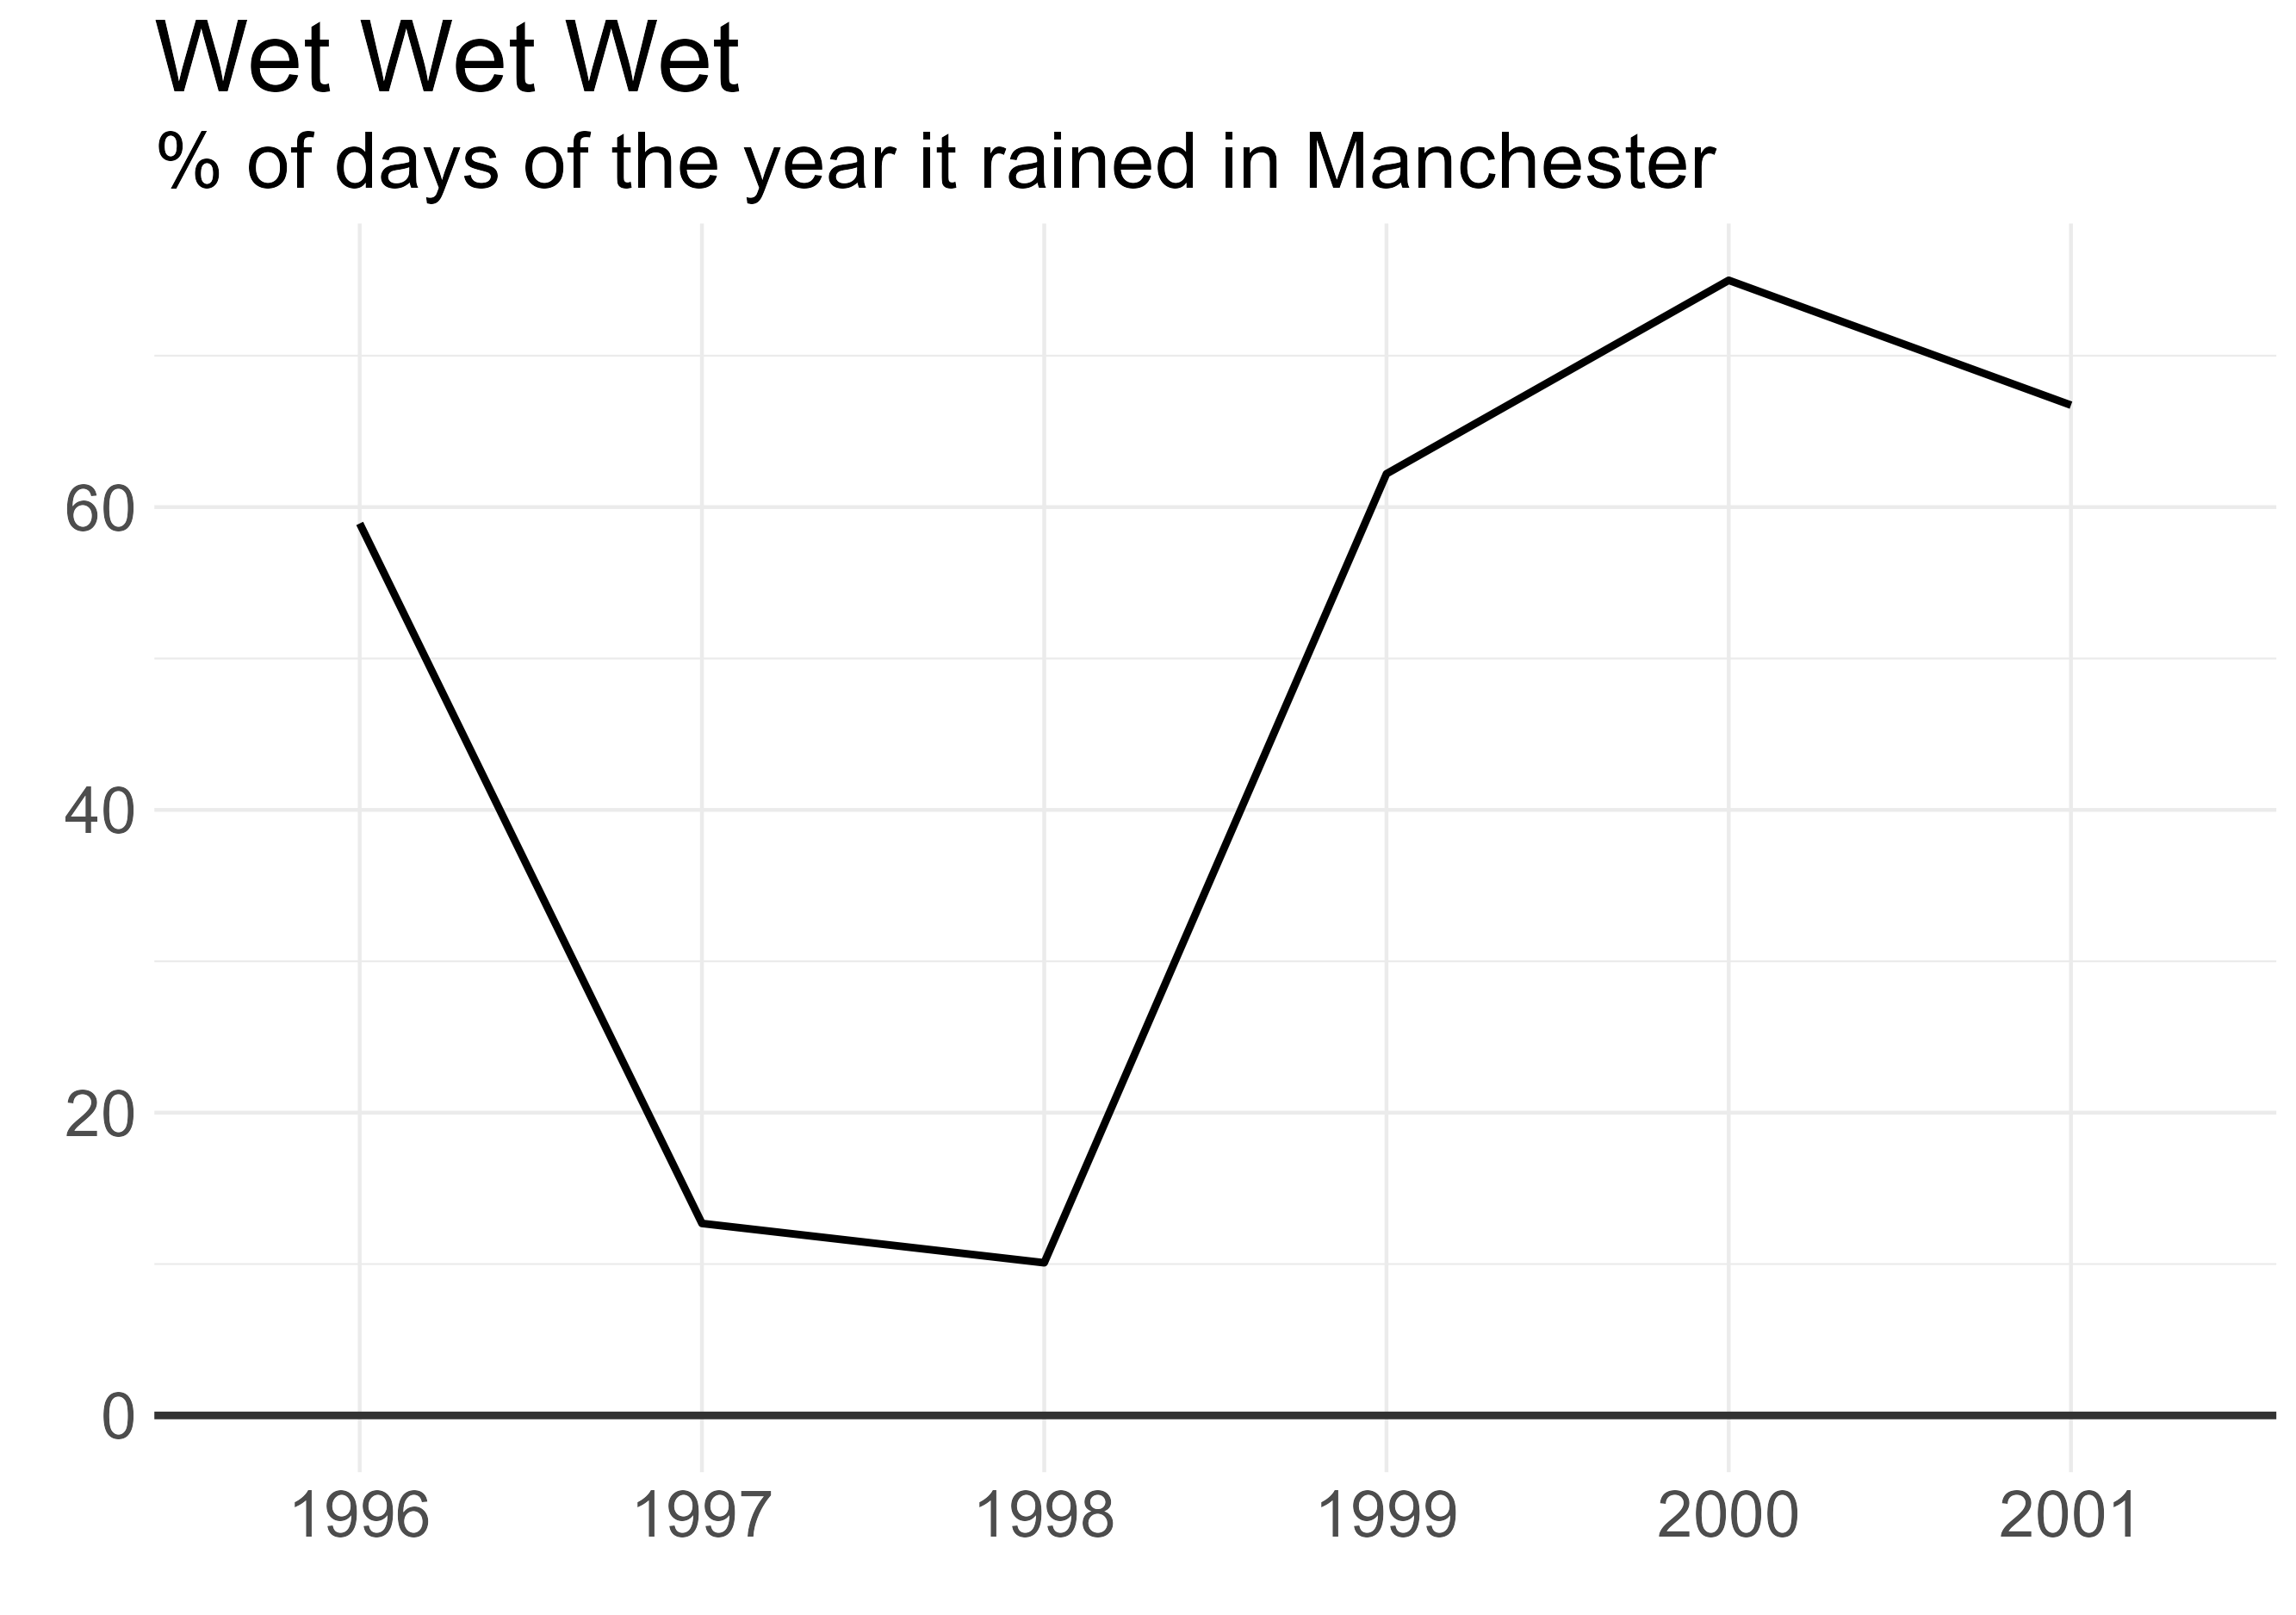 Wet Wet Wet
% of days of the year it rained in Manchester
60
40
20
0
1996 1997 1998 1999 2000 2001